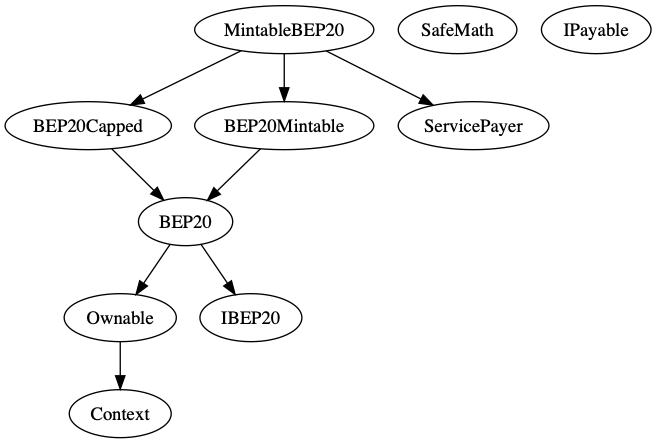 MintableBEP20
SafeMath
IPayable
BEP20Capped
BEP20Mintable
ServicePayer
BEP20
Ownable
IBEP20
Context